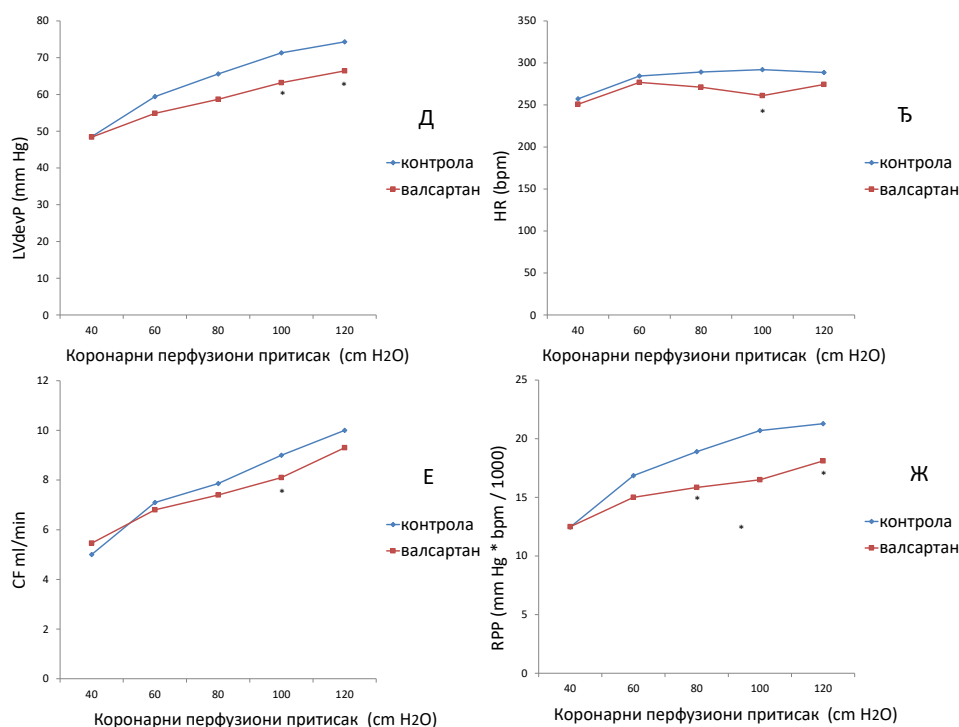 80
70
60
50
40
30
20
10
0
LVdevP (mm Hg)
*
*
Д
контрола
валсартан
40 60 80 100 120
Коронарни перфузиони притисак (cm H2O)
350
300
250
200
150
100
50
0
HR (bpm)
*
Ђ
контрола
валсартан
40 60 80 100 120
Коронарни перфузиони притисак (cm H2O)
12
10
8
6
4
2
0
CF ml/min
*
Е
контрола
валсартан
40 60 80 100 120
Коронарни перфузиони притисак (cm H2O)
25
20
15
10
5
0
RPP (mm Hg * bpm / 1000)
*
*
*
Ж
контрола
валсартан
40 60 80 100 120
Коронарни перфузиони притисак (cm H2O)